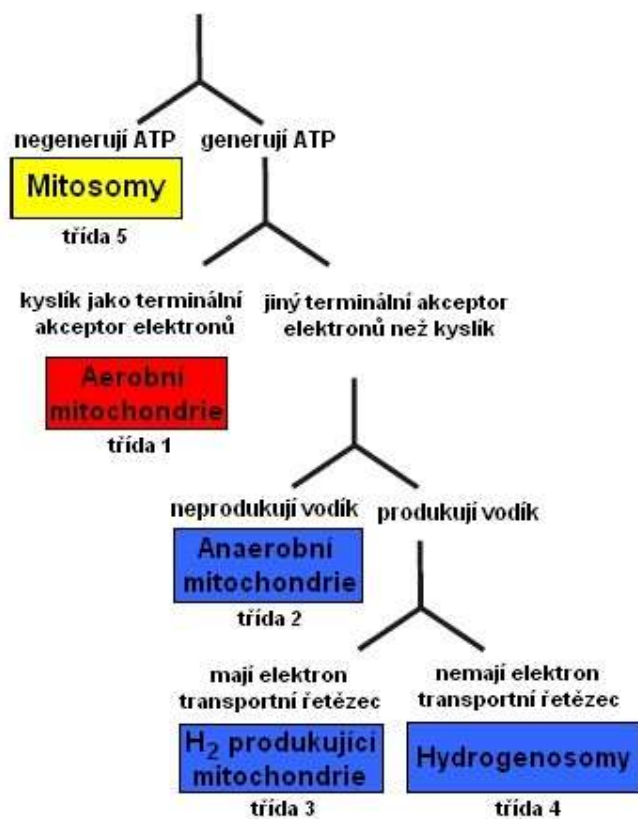 negenerují ATP generují ATP
Mitosomy
třída 5
kyslík jako terminální
akceptor elektronů
jiný terminální akceptor
elektronů než kyslík
Aerobní
mitochondrie
třída 1
neprodukují vodík produkují vodík
Anaerobní
mitochondrie
třída 2
mají elektron
transportní řetězec
nemají elektron
transportní řetězec
H₂ produkující
mitochondrie
třída 3
Hydrogenosomy
třída 4